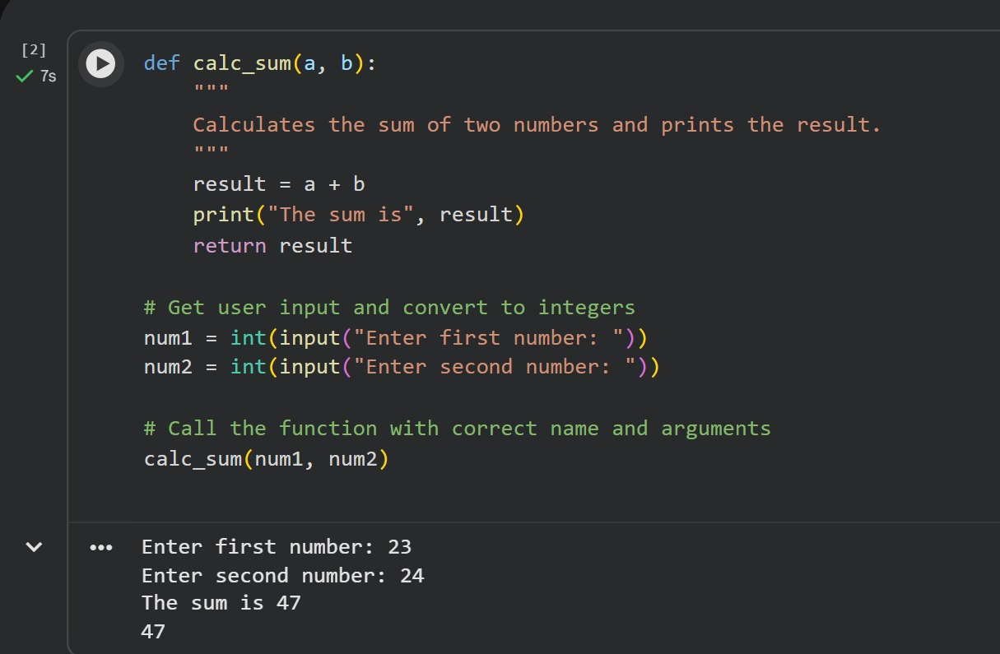 [2]
7s
def calc_sum(a, b):
    """
    Calculates the sum of two numbers and prints the result.
    """
    result = a + b
    print("The sum is", result)
    return result

# Get user input and convert to integers
num1 = int(input("Enter first number: "))
num2 = int(input("Enter second number: "))

# Call the function with correct name and arguments
calc_sum(num1, num2)

Enter first number: 23
Enter second number: 24
The sum is 47
47